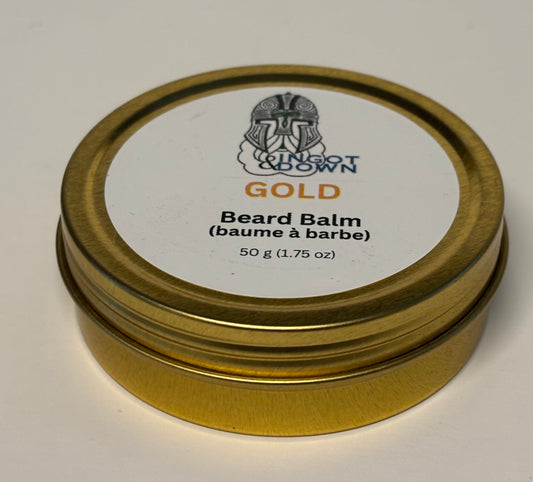 INGOT
& DOWN
GOLD
Beard Balm
(baume à barbe)
50 g (1.75 oz)